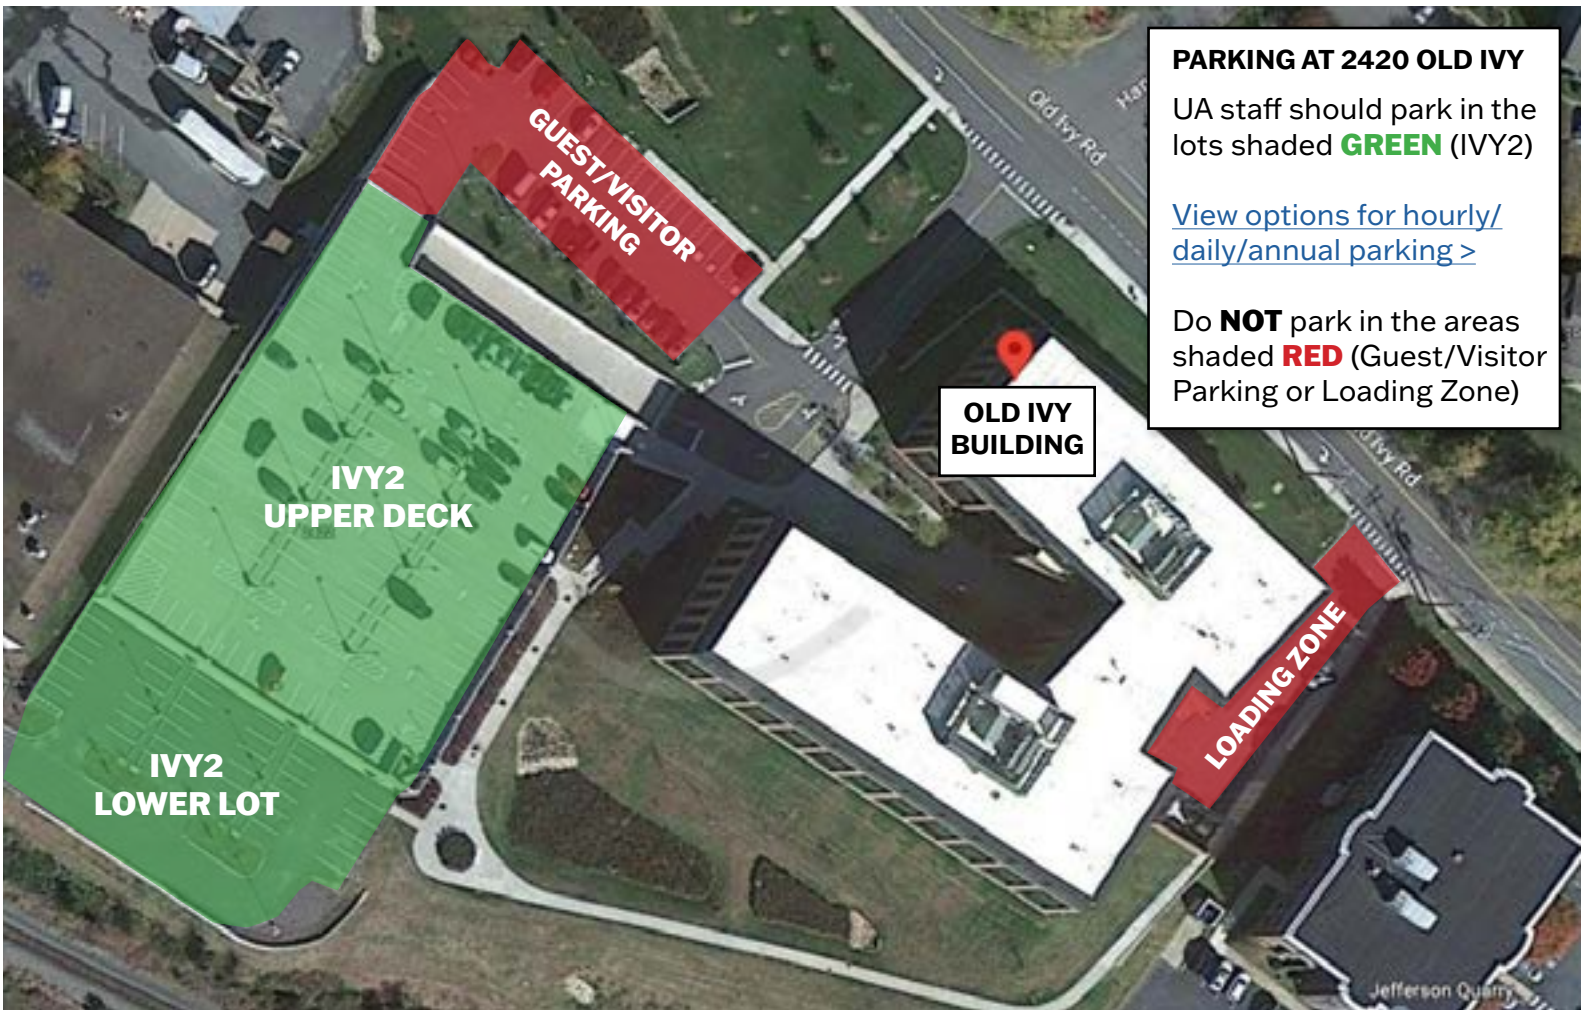 PARKING AT 2420 OLD IVY
UA staff should park in the
lots shaded GREEN (IVY2)
View options for hourly/
daily/annual parking >
Do NOT park in the areas
shaded RED (Guest/Visitor
Parking or Loading Zone)
GUEST/VISITOR
PARKING
Old Ivy Rd
OLD IVY
BUILDING
Ivy Rd
IVY2
UPPER DECK
LOADING ZONE
IVY2
LOWER LOT
Jefferson Quarry